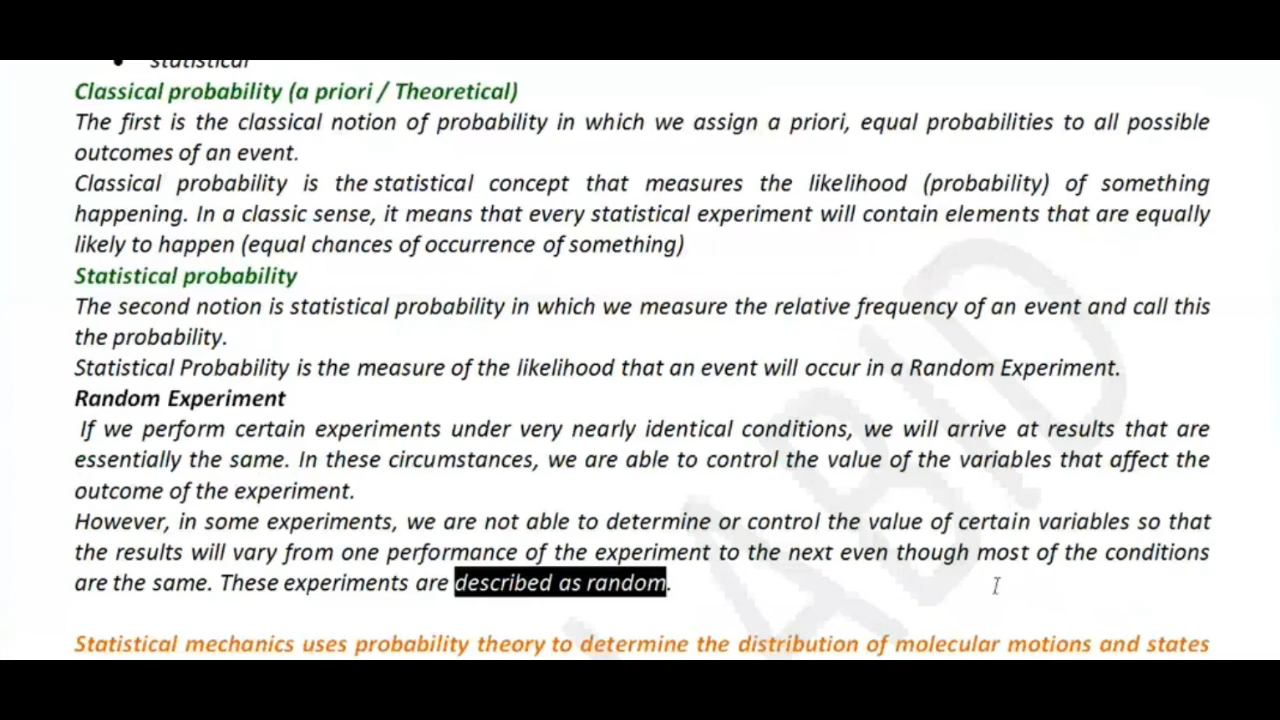 • statistical
Classical probability (a priori / Theoretical)
The first is the classical notion of probability in which we assign a priori, equal probabilities to all possible
outcomes of an event.
Classical probability is the statistical concept that measures the likelihood (probability) of something
happening. In a classic sense, it means that every statistical experiment will contain elements that are equally
likely to happen (equal chances of occurrence of something)
Statistical probability
The second notion is statistical probability in which we measure the relative frequency of an event and call this
the probability.
Statistical Probability is the measure of the likelihood that an event will occur in a Random Experiment.
Random Experiment
If we perform certain experiments under very nearly identical conditions, we will arrive at results that are
essentially the same. In these circumstances, we are able to control the value of the variables that affect the
outcome of the experiment.
However, in some experiments, we are not able to determine or control the value of certain variables so that
the results will vary from one performance of the experiment to the next even though most of the conditions
are the same. These experiments are described as random.
Statistical mechanics uses probability theory to determine the distribution of molecular motions and states